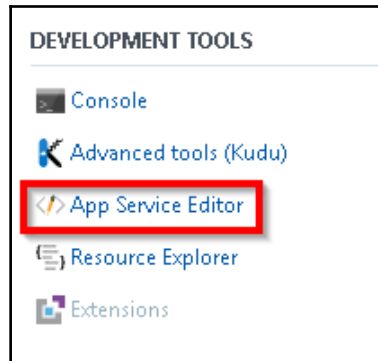 DEVELOPMENT TOOLS
Console
Advanced tools (Kudu)
App Service Editor
Resource Explorer
Extensions